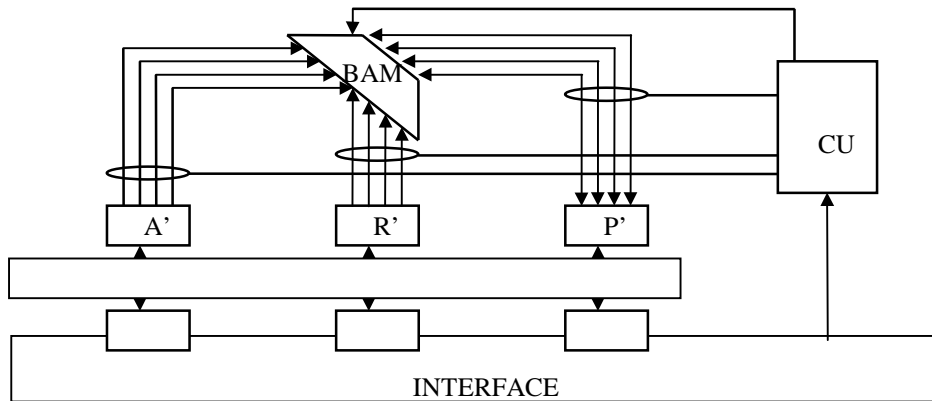 BAM
CU
A’
R’
P’
INTERFACE